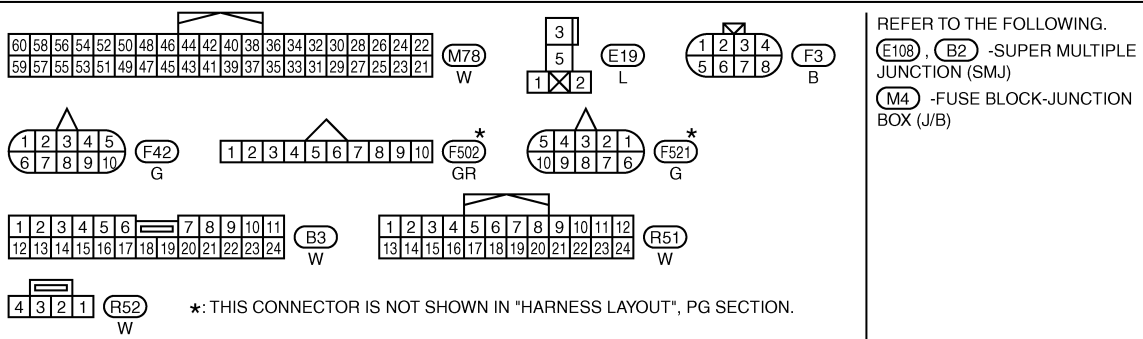 60 58 56 54 52 50 48 46 44 42 40 38 36 34 32 30 28 26 24 22
59 57 55 53 51 49 47 45 43 41 39 37 35 33 31 29 27 25 23 21
M78
W
3
5
1 2
E19
L
1 2 3 4
5 6 7 8
F3
B
1 2 3 4 5
6 7 8 9 10
F42
G
1 2 3 4 5 6 7 8 9 10
*
F502
GR
5 4 3 2 1
10 9 8 7 6
*
F521
G
1 2 3 4 5 6 7 8 9 10 11
12 13 14 15 16 17 18 19 20 21 22 23 24
B3
W
1 2 3 4 5 6 7 8 9 10 11 12
13 14 15 16 17 18 19 20 21 22 23 24
R51
W
4 3 2 1
R52
W
*: THIS CONNECTOR IS NOT SHOWN IN "HARNESS LAYOUT", PG SECTION.
REFER TO THE FOLLOWING.
E108 , B2 -SUPER MULTIPLE
JUNCTION (SMJ)
M4 -FUSE BLOCK-JUNCTION
BOX (J/B)